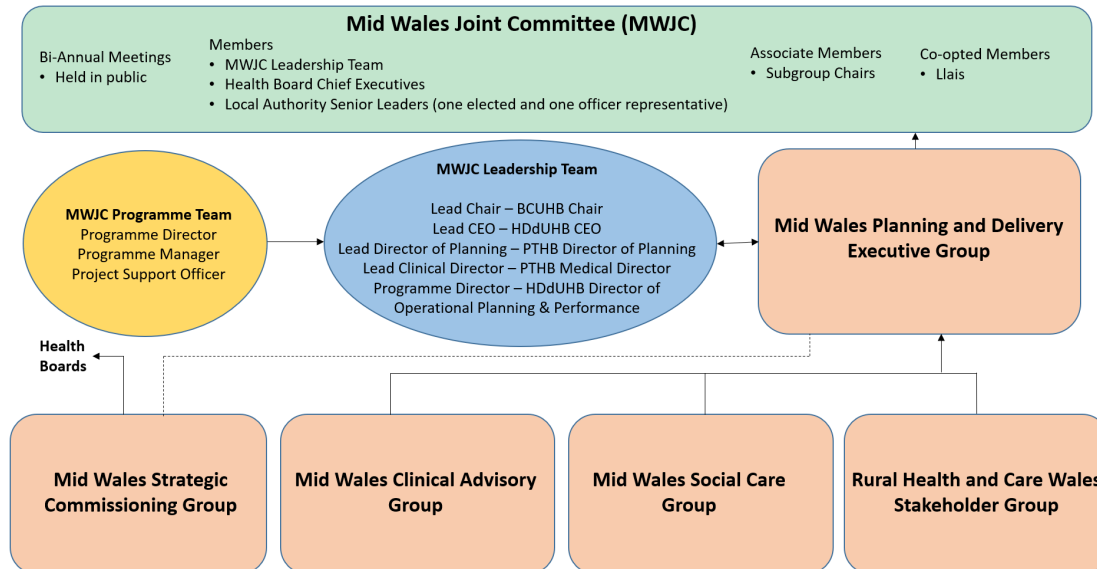 Mid Wales Joint Committee (MWJC)
Bi-Annual Meetings
• Held in public
Members
• MWJC Leadership Team
• Health Board Chief Executives
• Local Authority Senior Leaders (one elected and one officer representative)
Associate Members
• Subgroup Chairs
Co-opted Members
• Llais
MWJC Programme Team
Programme Director
Programme Manager
Project Support Officer
MWJC Leadership Team
Lead Chair – BCUHB Chair
Lead CEO – HDdUHB CEO
Lead Director of Planning – PTHB Director of Planning
Lead Clinical Director – PTHB Medical Director
Programme Director – HDdUHB Director of
Operational Planning & Performance
Mid Wales Planning and Delivery
Executive Group
Health
Boards
Mid Wales Strategic
Commissioning Group
Mid Wales Clinical Advisory
Group
Mid Wales Social Care
Group
Rural Health and Care Wales
Stakeholder Group